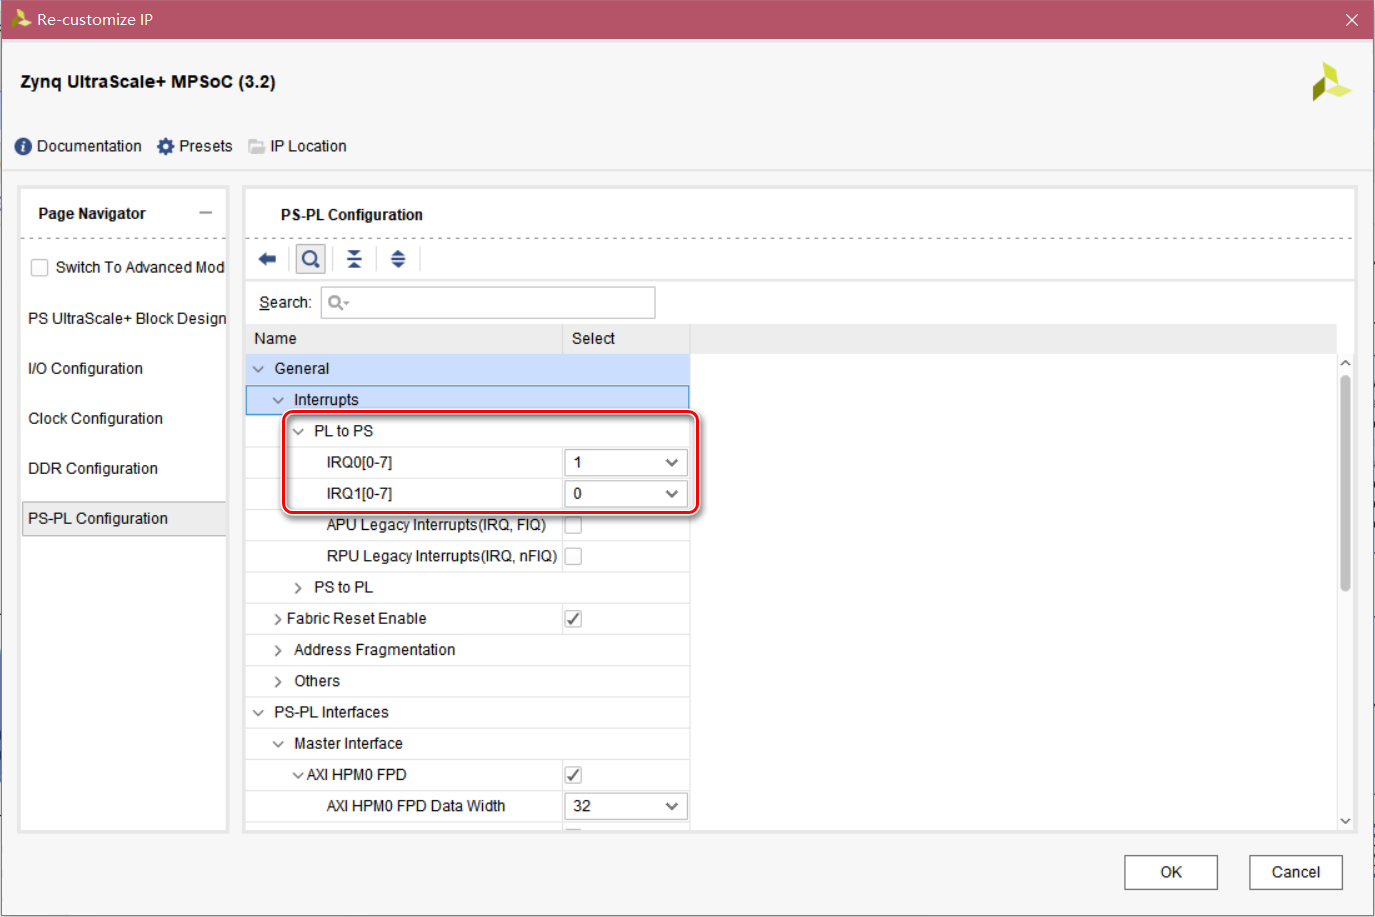 Re-customize IP
Zynq UltraScale+ MPSoC (3.2)
Documentation Presets IP Location
Page Navigator
Switch To Advanced Mod
PS UltraScale+ Block Design
I/O Configuration
Clock Configuration
DDR Configuration
PS-PL Configuration
PS-PL Configuration
Search:
Name Select
General
Interrupts
PL to PS
IRQ0[0-7] 1
IRQ1[0-7] 0
APU Legacy Interrupts(IRQ, FIQ)
RPU Legacy Interrupts(IRQ, nFIQ)
PS to PL
Fabric Reset Enable
Address Fragmentation
Others
PS-PL Interfaces
Master Interface
AXI HPM0 FPD
AXI HPM0 FPD Data Width 32
OK Cancel